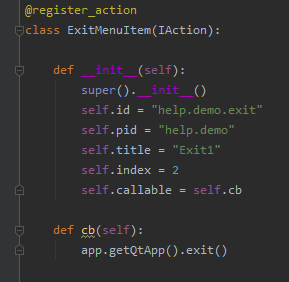 @register_action
class ExitMenuItem(IAction):
def __init__(self):
super().__init__()
self.id = "help.demo.exit"
self.pid = "help.demo"
self.title = "Exit1"
self.index = 2
self.callable = self.cb
def cb(self):
app.getQtApp().exit()